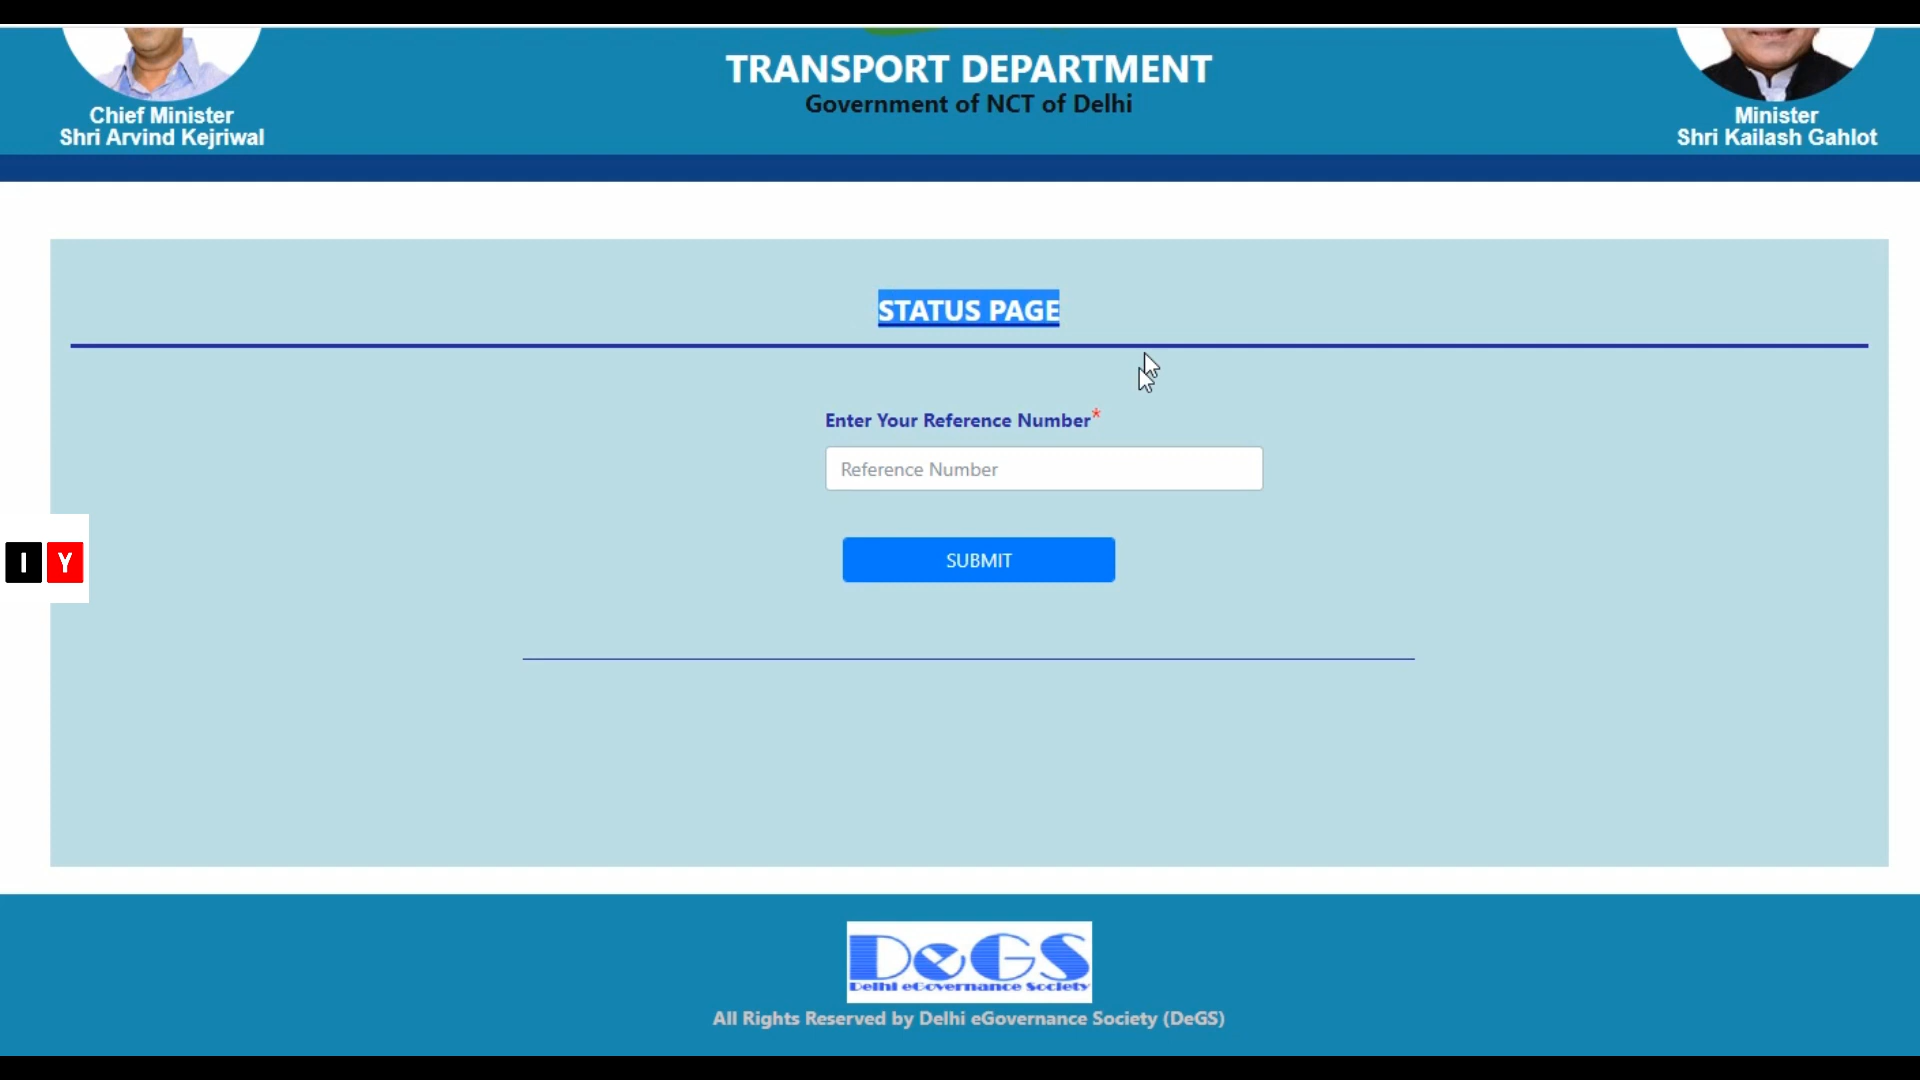 TRANSPORT DEPARTMENT
Government of NCT of Delhi
Chief Minister
Shri Arvind Kejriwal
Minister
Shri Kailash Gahlot
STATUS PAGE
Enter Your Reference Number*
Reference Number
SUBMIT
I Y
DeGS
Delhi eGovernance Society
All Rights Reserved by Delhi eGovernance Society (DeGS)